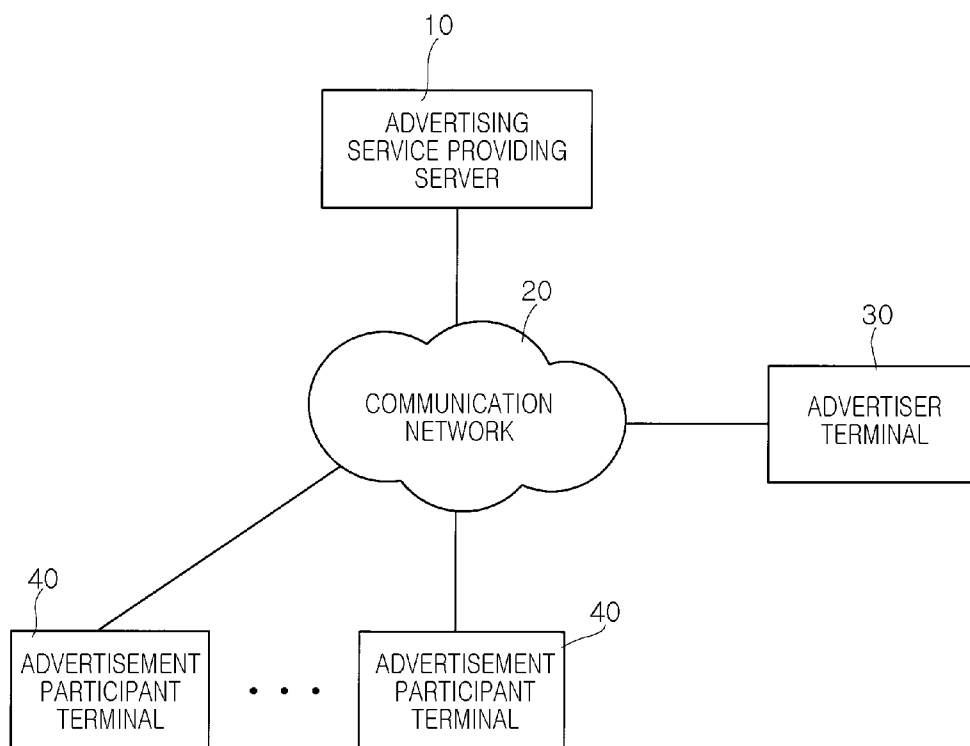 10
ADVERTISING
SERVICE PROVIDING
SERVER
20
COMMUNICATION
NETWORK
30
ADVERTISER
TERMINAL
40
ADVERTISEMENT
PARTICIPANT
TERMINAL
40
ADVERTISEMENT
PARTICIPANT
TERMINAL